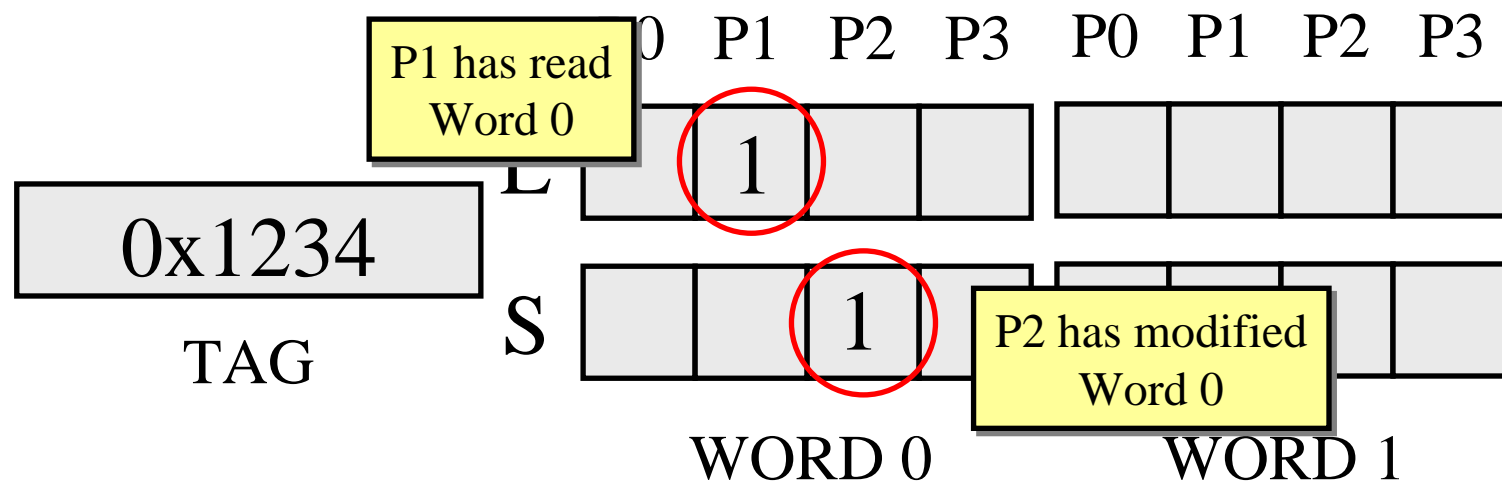 P1 P2 P3 P0 P1 P2 P3
P1 has read
Word 0
L 1
0x1234
TAG
S 1
P2 has modified
Word 0
WORD 0 WORD 1